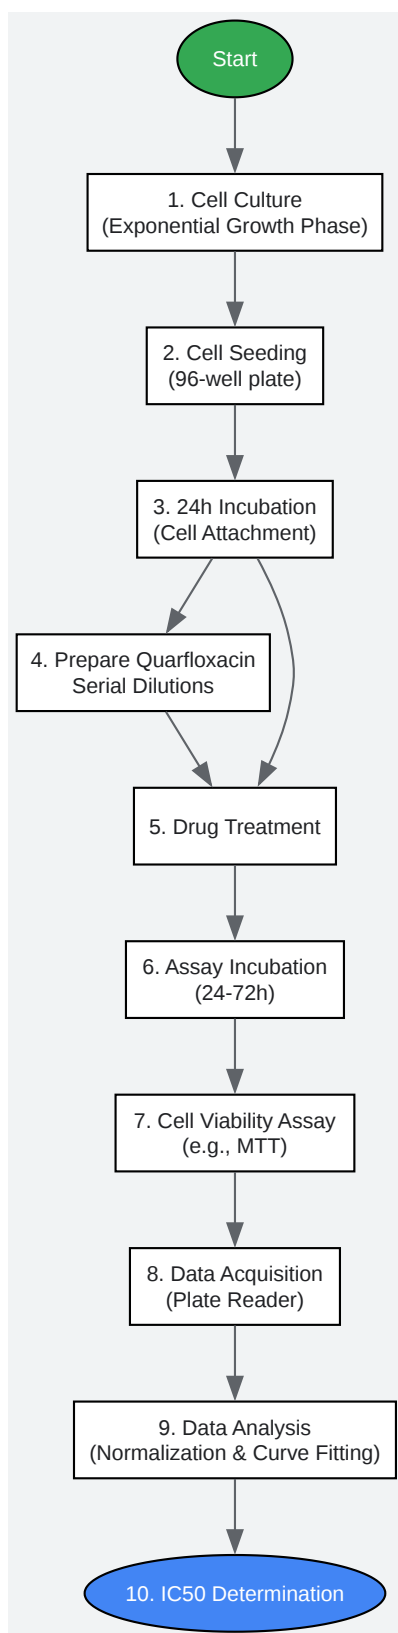 Start
1. Cell Culture
(Exponential Growth Phase)
2. Cell Seeding
(96-well plate)
3. 24h Incubation
(Cell Attachment)
4. Prepare Quarfloxacin
Serial Dilutions
5. Drug Treatment
6. Assay Incubation
(24-72h)
7. Cell Viability Assay
(e.g., MTT)
8. Data Acquisition
(Plate Reader)
9. Data Analysis
(Normalization & Curve Fitting)
10. IC50 Determination